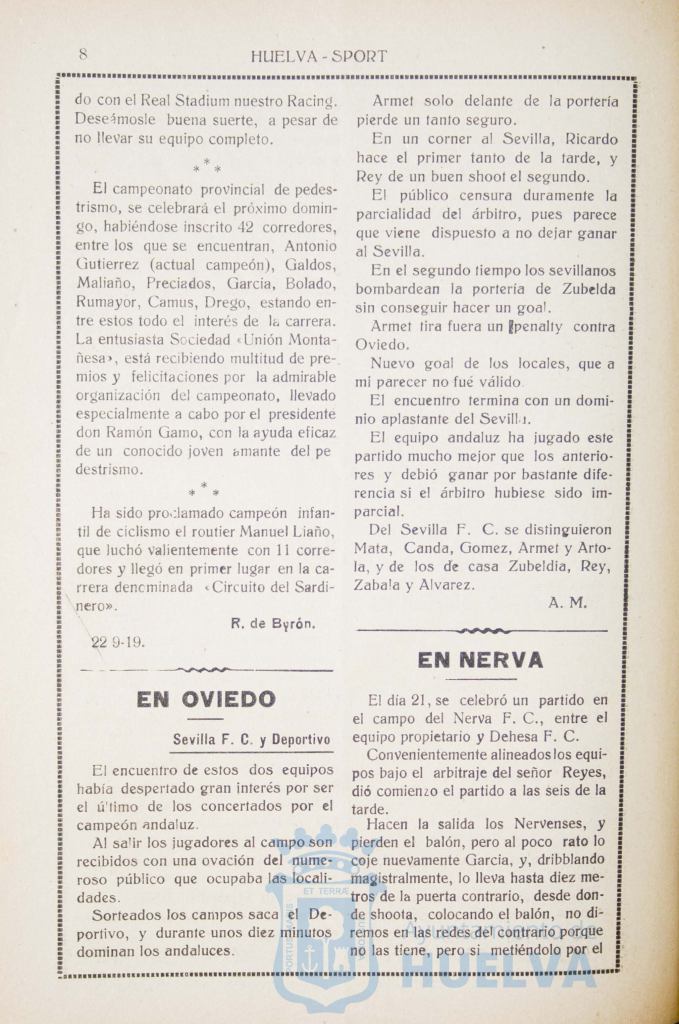 8
HUELVA - SPORT
do con el Real Stadium nuestro Racing.
Deseámosle buena suerte, a pesar de
no llevar su equipo completo.
* * *
El campeonato provincial de pedes-
trismo, se celebrará el próximo domin-
go, habiéndose inscrito 42 corredores,
entre los que se encuentran, Antonio
Gutierrez (actual campeón), Galdos,
Maliaño, Preciados, Garcia, Bolado,
Rumayor, Camus, Drego, estando en-
tre estos todo el interés de la carrera.
La entusiasta Sociedad «Unión Monta-
ñesa», está recibiendo multitud de pre-
mios y felicitaciones por la admirable
organización del campeonato, llevado
especialmente a cabo por el presidente
don Ramón Gamo, con la ayuda eficaz
de un conocido joven amante del pe
destrismo.
* * *
Ha sido proclamado campeón infan-
til de ciclismo el routier Manuel Liaño,
que luchó valientemente con 11 corre-
dores y llegó en primer lugar en la ca-
rrera denominada «Circuito del Sardi-
nero».
R. de Byrón.
22 9-19.
EN OVIEDO
Sevilla F. C. y Deportivo
El encuentro de estos dos equipos
había despertado gran interés por ser
el último de los concertados por el
campeón andaluz.
Al salir los jugadores al campo son
recibidos con una ovación del nume-
roso público que ocupaba las locali-
dades.
Sorteados los campos saca el De-
portivo, y durante unos diez minutos
dominan los andaluces.
Armet solo delante de la portería
pierde un tanto seguro.
En un corner al Sevilla, Ricardo
hace el primer tanto de la tarde, y
Rey de un buen shoot el segundo.
El público censura duramente la
parcialidad del árbitro, pues parece
que viene dispuesto a no dejar ganar
al Sevilla.
En el segundo tiempo los sevillanos
bombardean la portería de Zubelda
sin conseguir hacer un goal.
Armet tira fuera un penalty contra
Oviedo.
Nuevo goal de los locales, que a
mi parecer no fué válido.
El encuentro termina con un domi-
nio aplastante del Sevilla.
El equipo andaluz ha jugado este
partido mucho mejor que los anterio-
res y debió ganar por bastante dife-
rencia si el árbitro hubiese sido im-
parcial.
Del Sevilla F. C. se distinguieron
Mata, Canda, Gomez, Armet y Arto-
la, y de los de casa Zubeldia, Rey,
Zabala y Alvarez.
A. M.
EN NERVA
El día 21, se celebró un partido en
el campo del Nerva F. C., entre el
equipo propietario y Dehesa F. C.
Convenientemente alineados los equi-
pos bajo el arbitraje del señor Reyes,
dió comienzo el partido a las seis de la
tarde.
Hacen la salida los Nervenses, y
pierden el balón, pero al poco rato lo
coje nuevamente Garcia, y, dribblando
magistralmente, lo lleva hasta diez me-
tros de la puerta contrario, desde don-
de shoota, colocando el balón, no di-
remos en las redes del contrario porque
no las tiene, pero si metiéndolo por el
ET TERRÆ
Ayuntamiento de
HUELVA